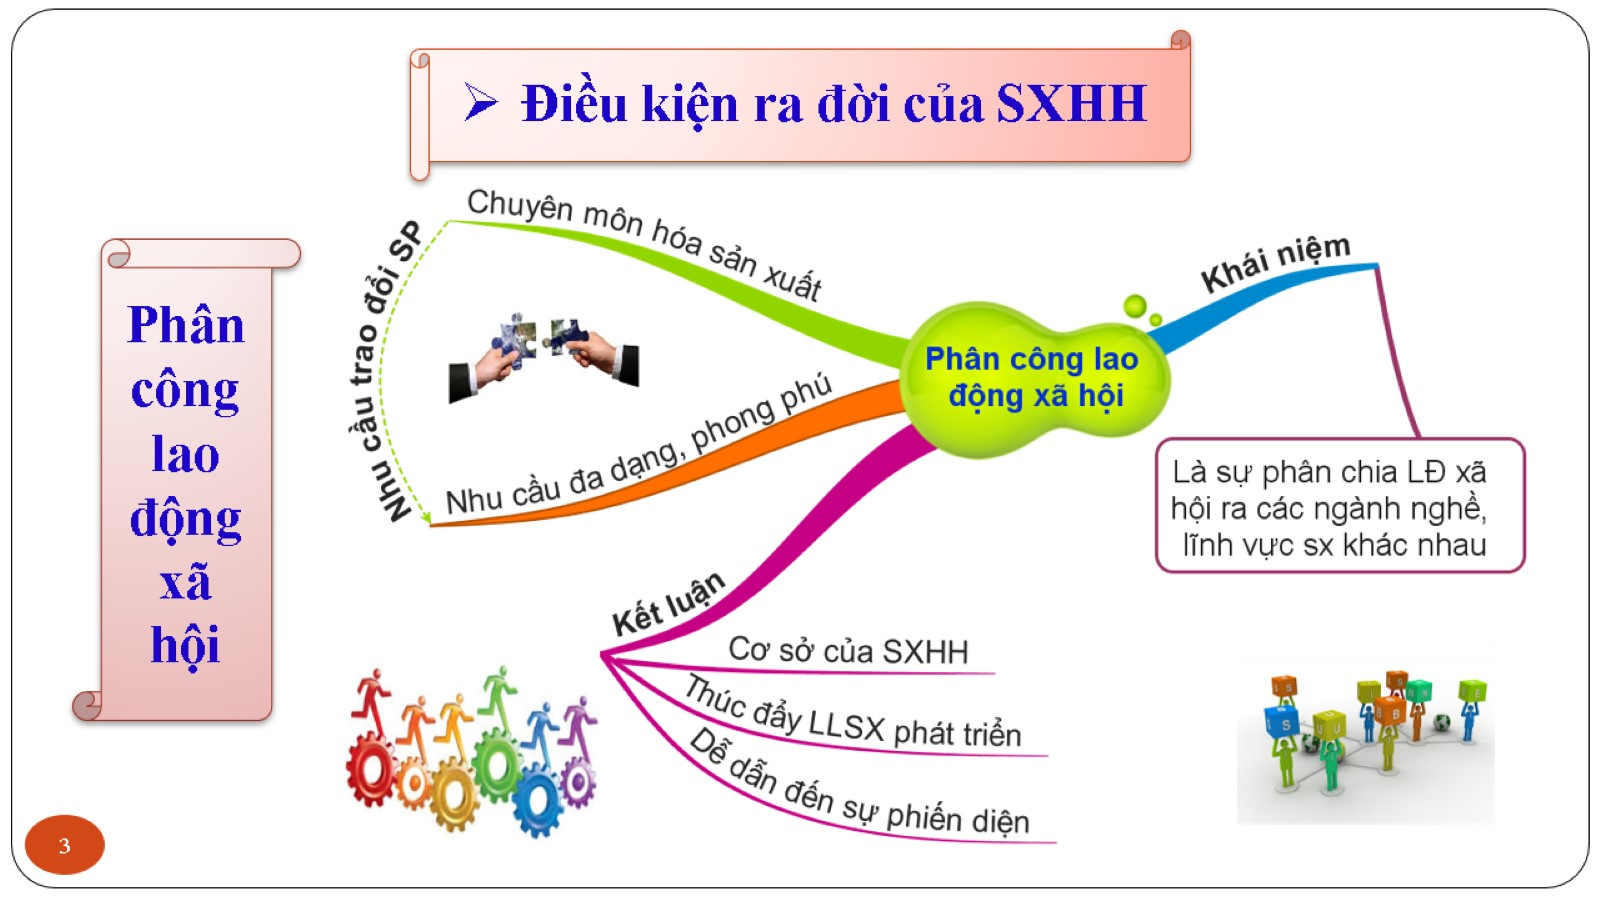 Điều kiện ra đời của SXHH
Phân
công
lao
động
xã
hội
Chuyên môn hóa sản xuất
Nhu cầu trao đổi SP
Nhu cầu đa dạng, phong phú
Phân công lao
động xã hội
Khái niệm
Là sự phân chia LĐ xã
hội ra các ngành nghề,
lĩnh vực sx khác nhau
Kết luận
Cơ sở của SXHH
Thúc đẩy LLSX phát triển
Dễ dẫn đến sự phiến diện
3